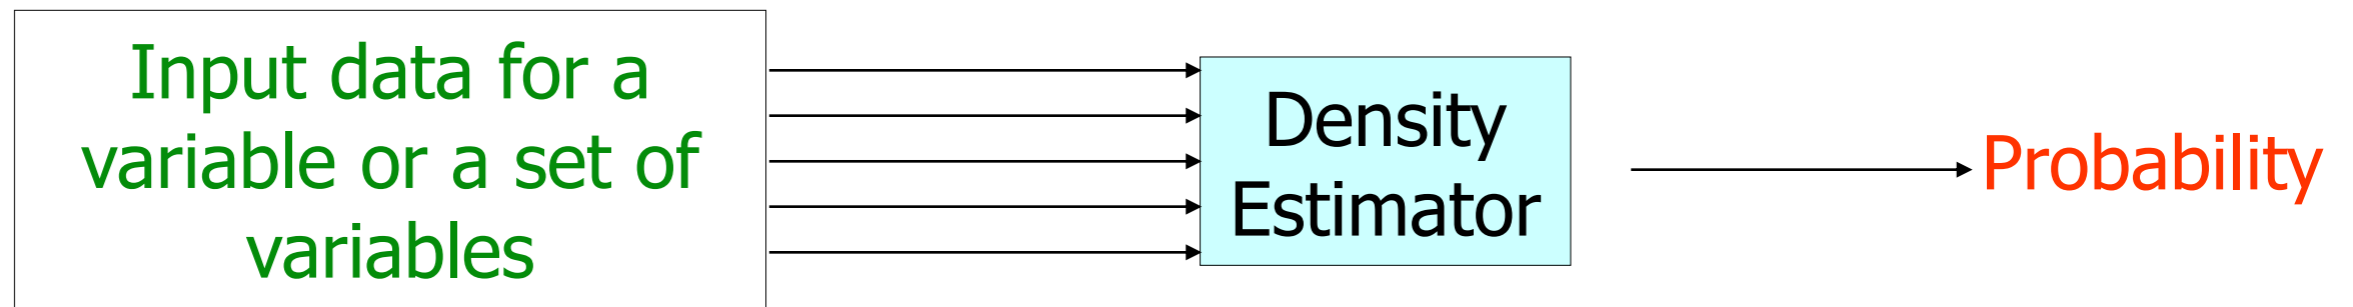 Input data for a
variable or a set of
variables
Density
Estimator
Probability